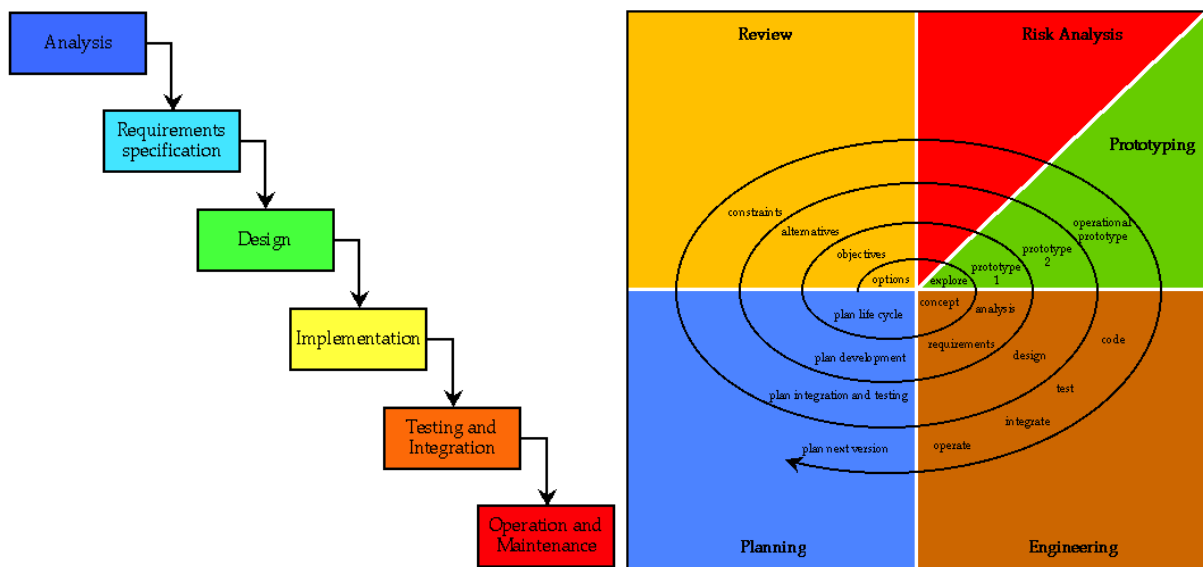 Analysis
Requirements
specification
Design
Implementation
Testing and
Integration
Operation and
Maintenance
Review
Risk Analysis
Prototyping
constraints
alternatives
objectives
options
explore
prototype
1
prototype
2
operational
prototype
plan life cycle
concept
analysis
plan development
requirements
design
code
plan integration and testing
test
integrate
plan next version
operate
Planning
Engineering